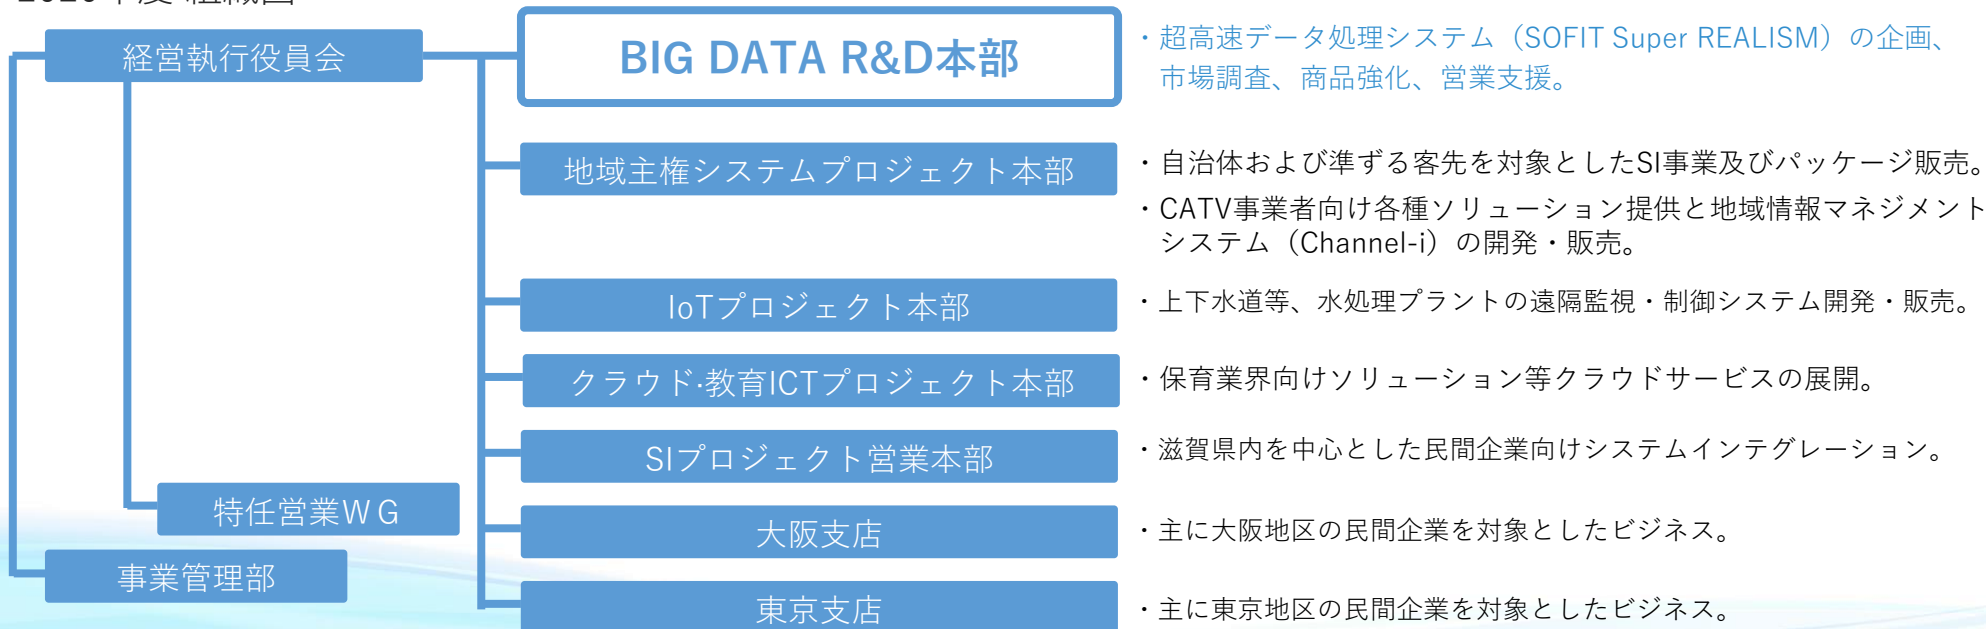 経営執行役員会
BIG DATA R&D本部
・超高速データ処理システム（SOFIT Super REALISM）の企画、
市場調査、商品強化、営業支援。
地域主権システムプロジェクト本部
・自治体および準ずる客先を対象としたSI事業及びパッケージ販売。
・CATV事業者向け各種ソリューション提供と地域情報マネジメント
システム（Channel-i）の開発・販売。
IoTプロジェクト本部
・上下水道等、水処理プラントの遠隔監視・制御システム開発・販売。
クラウド·教育ICTプロジェクト本部
・保育業界向けソリューション等クラウドサービスの展開。
SIプロジェクト営業本部
・滋賀県内を中心とした民間企業向けシステムインテグレーション。
特任営業WG
大阪支店
・主に大阪地区の民間企業を対象としたビジネス。
事業管理部
東京支店
・主に東京地区の民間企業を対象としたビジネス。